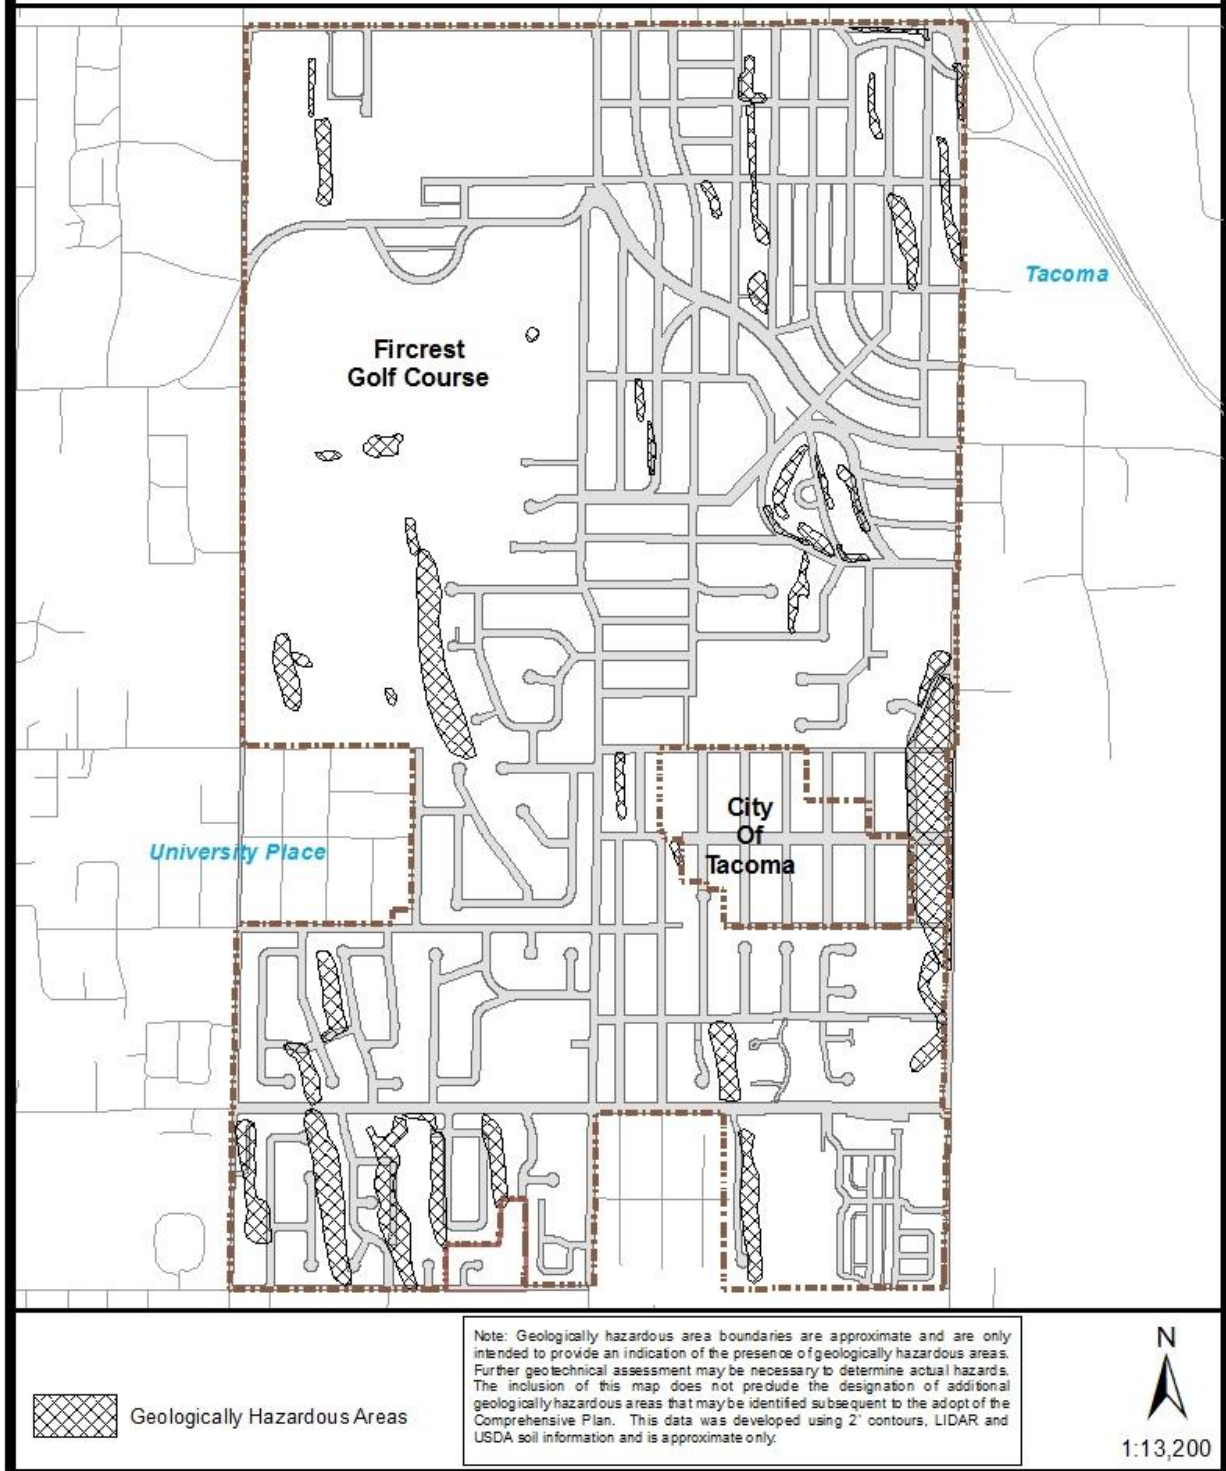 Tacoma
Fircrest
Golf Course
City
Of
Tacoma
University Place
Geologically Hazardous Areas
Note: Geologically hazardous area boundaries are approximate and are only
intended to provide an indication of the presence of geologically hazardous areas.
Further geotechnical assessment may be necessary to determine actual hazards.
The inclusion of this map does not preclude the designation of additional
geologically hazardous areas that may be identified subsequent to the adopt of the
Comprehensive Plan. This data was developed using 2' contours, LIDAR and
USDA soil information and is approximate only.
N
1:13,200